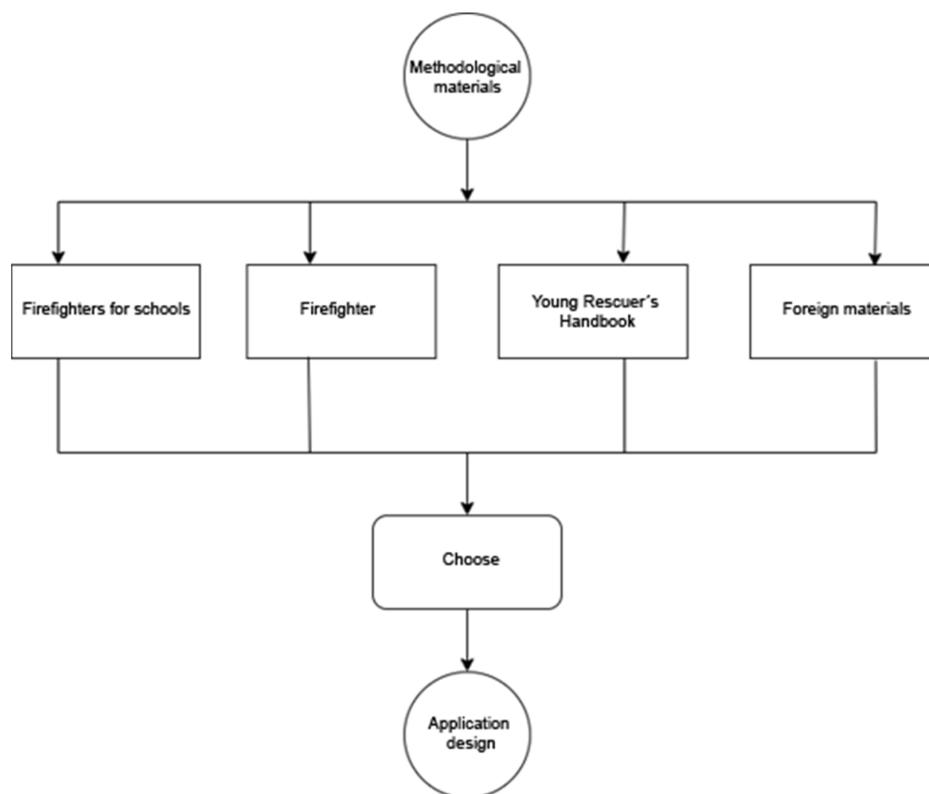 Methodological
materials
Firefighters for schools
Firefighter
Young Rescuer´s
Handbook
Foreign materials
Choose
Application
design